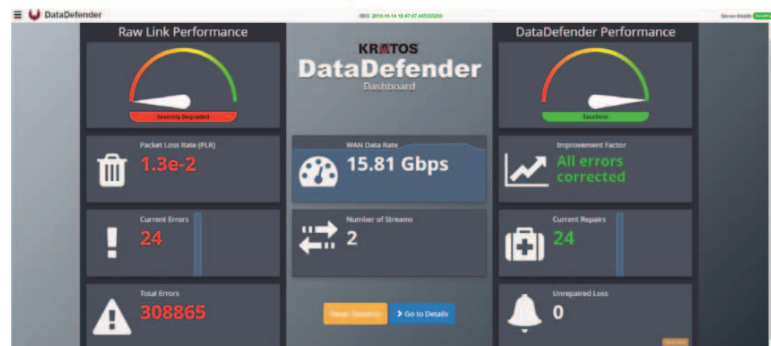 DataDefender
Server Health
Raw Link Performance
Severely Degraded
Packet Loss Rate (PLR)
1.3e-2
Current Errors
24
Total Errors
308865
KRATOS
DataDefender
Dashboard
WAN Data Rate
15.81 Gbps
Number of Streams
2
Go to Details
DataDefender Performance
Excellent
Improvement Factor
All errors
corrected
Current Repairs
24
Unrepaired Loss
0